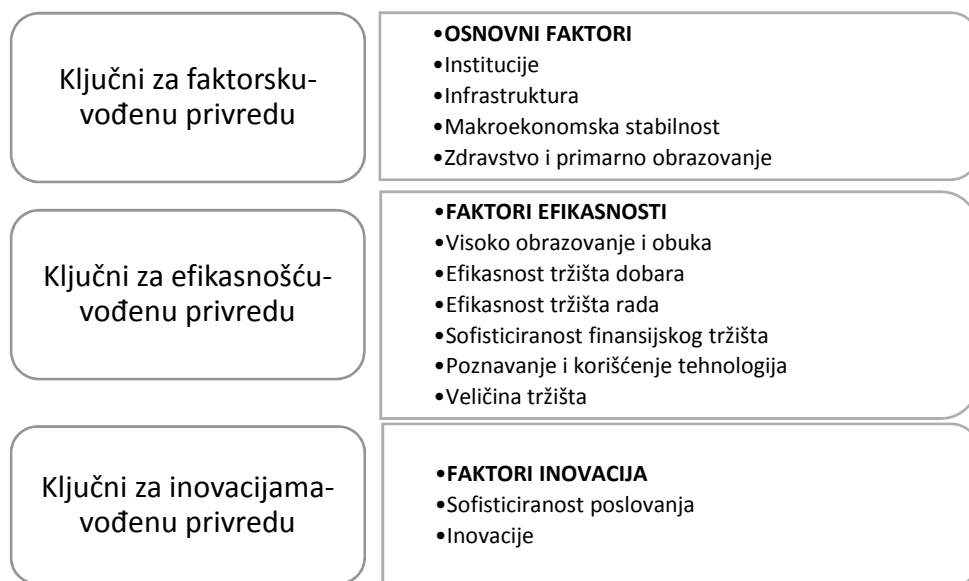 Ključni za faktorsku-
vođenu privredu
•OSNOVNI FAKTORI
•Institucije
•Infrastruktura
•Makroekonomska stabilnost
•Zdravstvo i primarno obrazovanje
Ključni za efikasnošću-
vođenu privredu
•FAKTORI EFIKASNOSTI
•Visoko obrazovanje i obuka
•Efikasnost tržišta dobara
•Efikasnost tržišta rada
•Sofisticiranost finansijskog tržišta
•Poznavanje i korišćenje tehnologija
•Veličina tržišta
Ključni za inovacijama-
vođenu privredu
•FAKTORI INOVACIJA
•Sofisticiranost poslovanja
•Inovacije